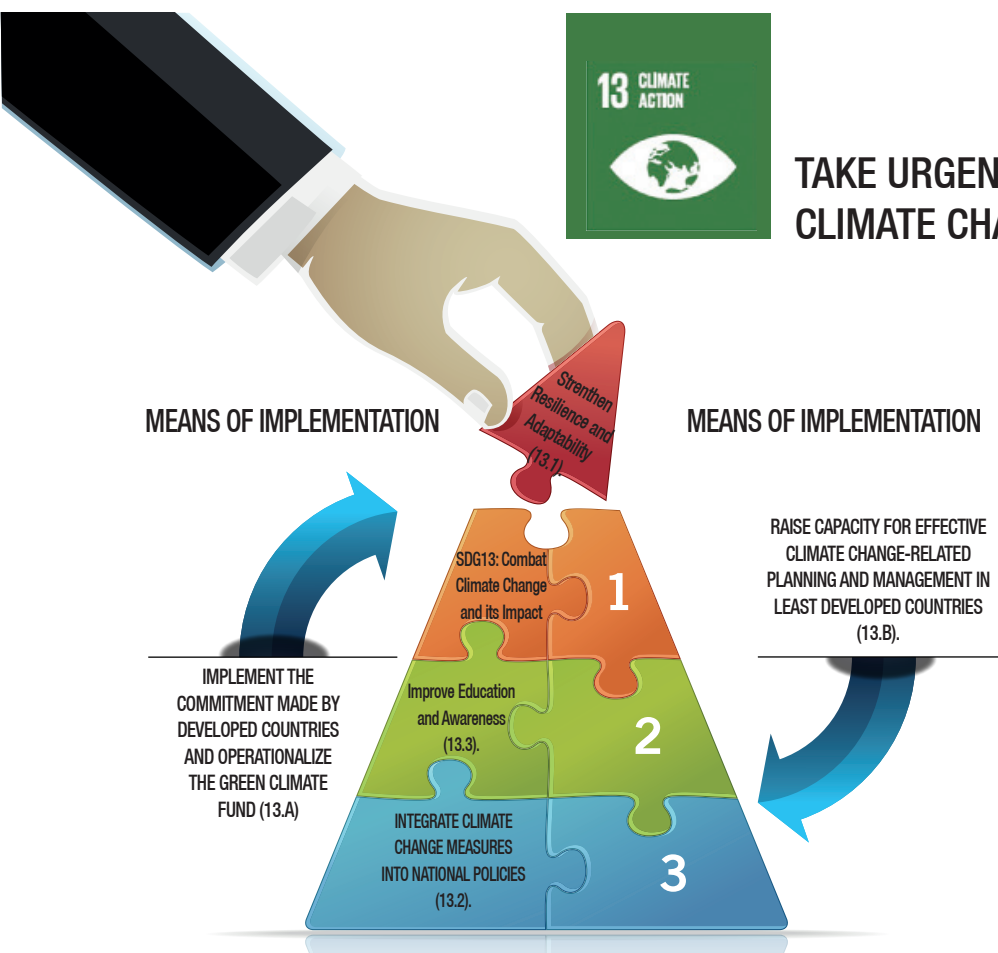 13 CLIMATE
ACTION
TAKE URGEN
CLIMATE CHA
MEANS OF IMPLEMENTATION
Strenthen
Resilience and
Adaptability
(13.1)
MEANS OF IMPLEMENTATION
IMPLEMENT THE
COMMITMENT MADE BY
DEVELOPED COUNTRIES
AND OPERATIONALIZE
THE GREEN CLIMATE
FUND (13.A)
SDG13: Combat
Climate Change
and its Impact
1
Improve Education
and Awareness
(13.3).
2
INTEGRATE CLIMATE
CHANGE MEASURES
INTO NATIONAL POLICIES
(13.2).
3
RAISE CAPACITY FOR EFFECTIVE
CLIMATE CHANGE-RELATED
PLANNING AND MANAGEMENT IN
LEAST DEVELOPED COUNTRIES
(13.B).